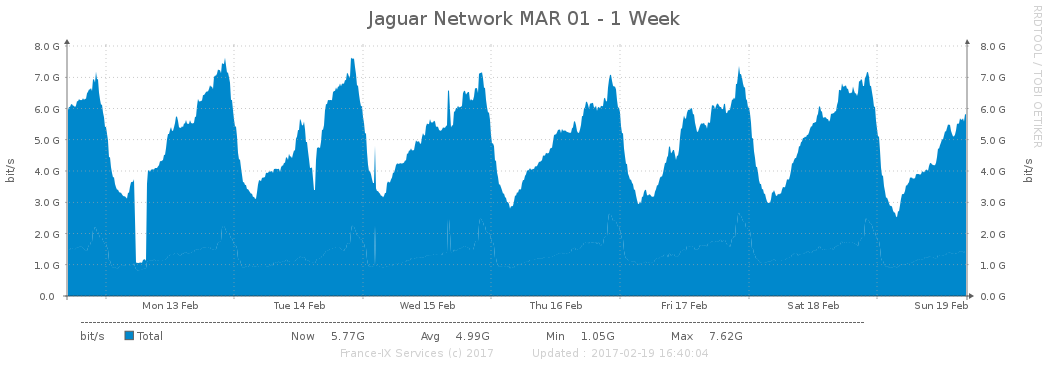 Jaguar Network MAR 01 - 1 Week
RRDTOOL / TOBI OETIKER
bit/s
8.0 G 8.0 G
7.0 G 7.0 G
6.0 G 6.0 G
5.0 G 5.0 G
4.0 G 4.0 G
3.0 G 3.0 G
2.0 G 2.0 G
1.0 G 1.0 G
0.0 0.0 G
bit/s
Mon 13 Feb Tue 14 Feb Wed 15 Feb Thu 16 Feb Fri 17 Feb Sat 18 Feb Sun 19 Feb
bit/s Total Now 5.77G Avg 4.99G Min 1.05G Max 7.62G
France-IX Services (c) 2017 Updated : 2017-02-19 16:40:04